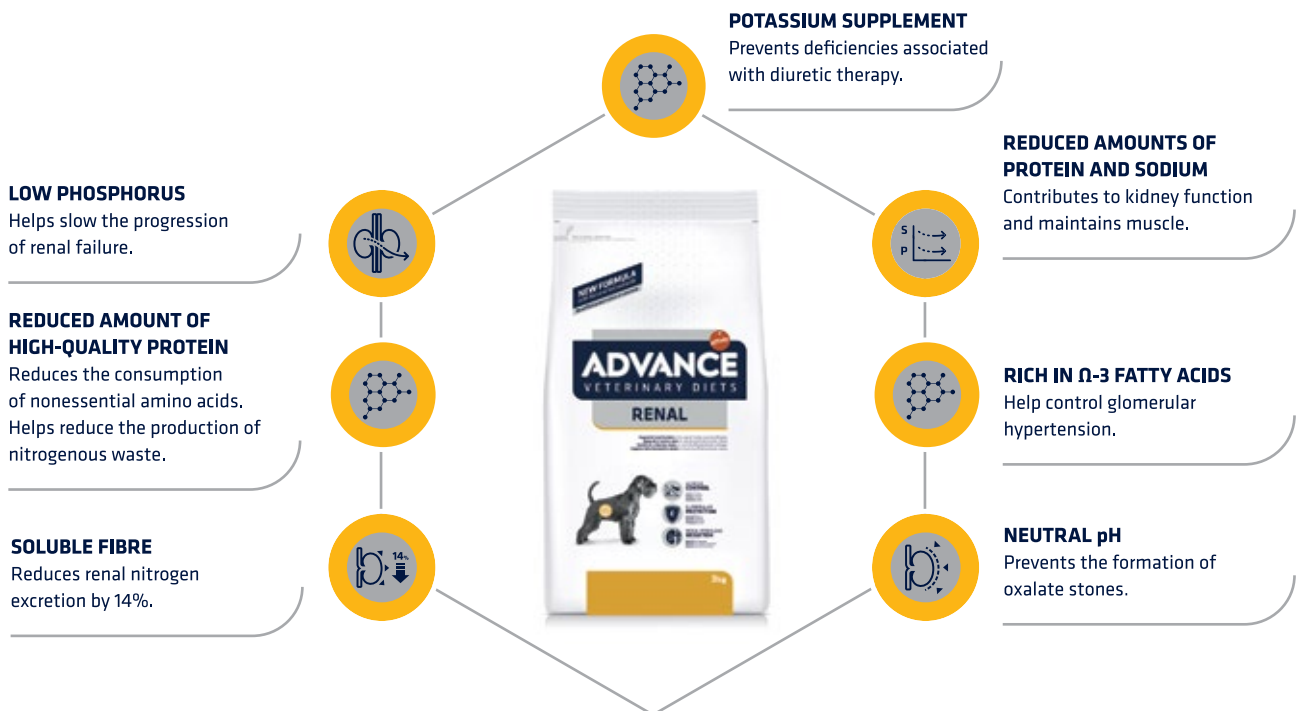 POTASSIUM SUPPLEMENT
Prevents deficiencies associated
with diuretic therapy.
LOW PHOSPHORUS
Helps slow the progression
of renal failure.
REDUCED AMOUNTS OF
PROTEIN AND SODIUM
Contributes to kidney function
and maintains muscle.
S
P
REDUCED AMOUNT OF
HIGH-QUALITY PROTEIN
Reduces the consumption
of nonessential amino acids.
Helps reduce the production of
nitrogenous waste.
RICH IN Ω-3 FATTY ACIDS
Help control glomerular
hypertension.
SOLUBLE FIBRE
Reduces renal nitrogen
excretion by 14%.
14%
NEUTRAL pH
Prevents the formation of
oxalate stones.
NEW FORMULA
ADVANCE
VETERINARY DIETS
RENAL
3kg